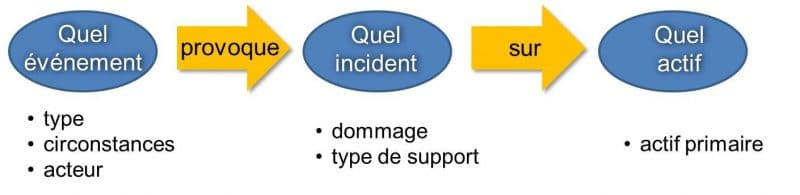 Quel
événement
provoque
Quel
incident
sur
Quel
actif
• type
• circonstances
• acteur
• dommage
• type de support
• actif primaire